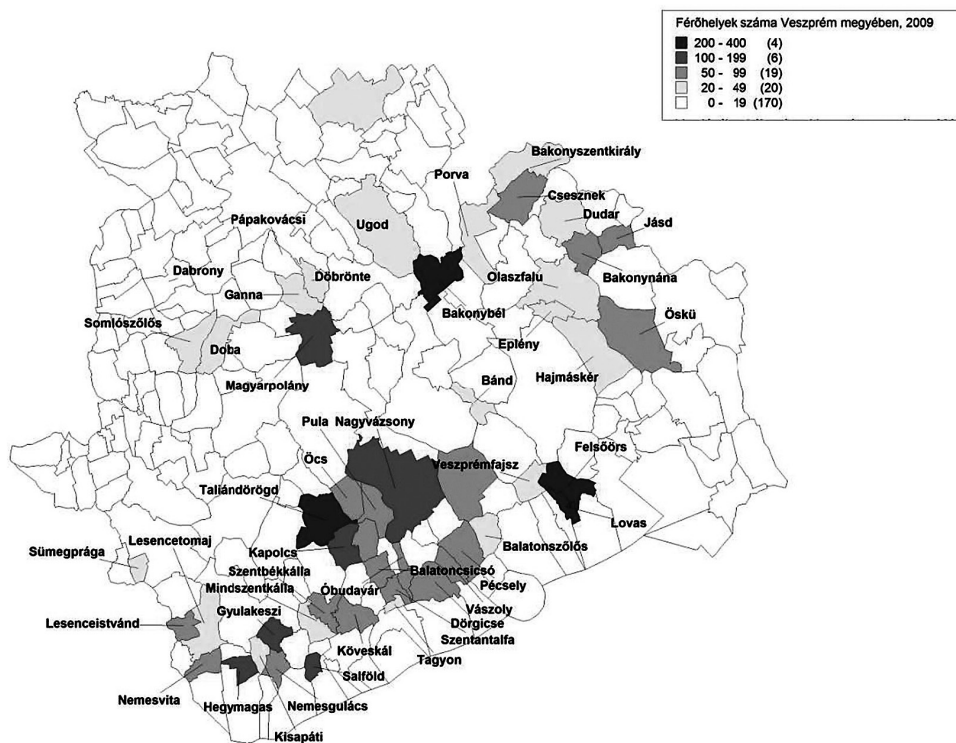 Férőhelyek száma Veszprém megyében, 2009
200 - 400 (4)
100 - 199 (6)
50 - 99 (19)
20 - 49 (20)
0 - 19 (170)
Bakonyszentkirály
Porva
Csesznek
Dudar
Jásd
Pápakovácsi
Ugod
Dabrony
Döbrönte
Olaszfalu
Bakonynána
Ganna
Bakonybél
Öskü
Somlószőlős
Doba
Eplény
Magyarpolány
Bánd
Hajmáskér
Pula
Nagyvázsony
Öcs
Veszprémfajsz
Felsőörs
Taliándörögd
Lovas
Lesencetomaj
Sümegprága
Kapolcs
Balatonszőlős
Szentbékkálla
Balatoncsicsó
Mindszentkálla
Óbudavár
Pécsely
Gyulakeszi
Vászoly
Lesenceistvánd
Dörgicse
Szentantalfa
Köveskál
Tagyon
Salföld
Nemesvita
Hegymagas
Nemesgulács
Kisapáti